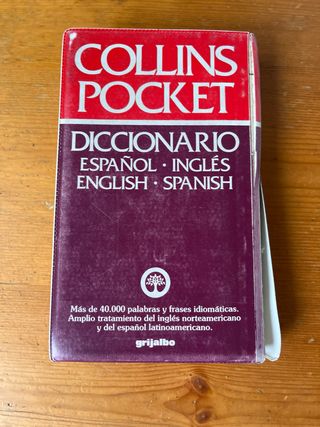 COLLINS
POCKET
DICCIONARIO
ESPAÑOL · INGLÉS
ENGLISH · SPANISH
Más de 40.000 palabras y frases idiomáticas.
Amplio tratamiento del inglés norteamericano
y del español latinoamericano.
grijalbo